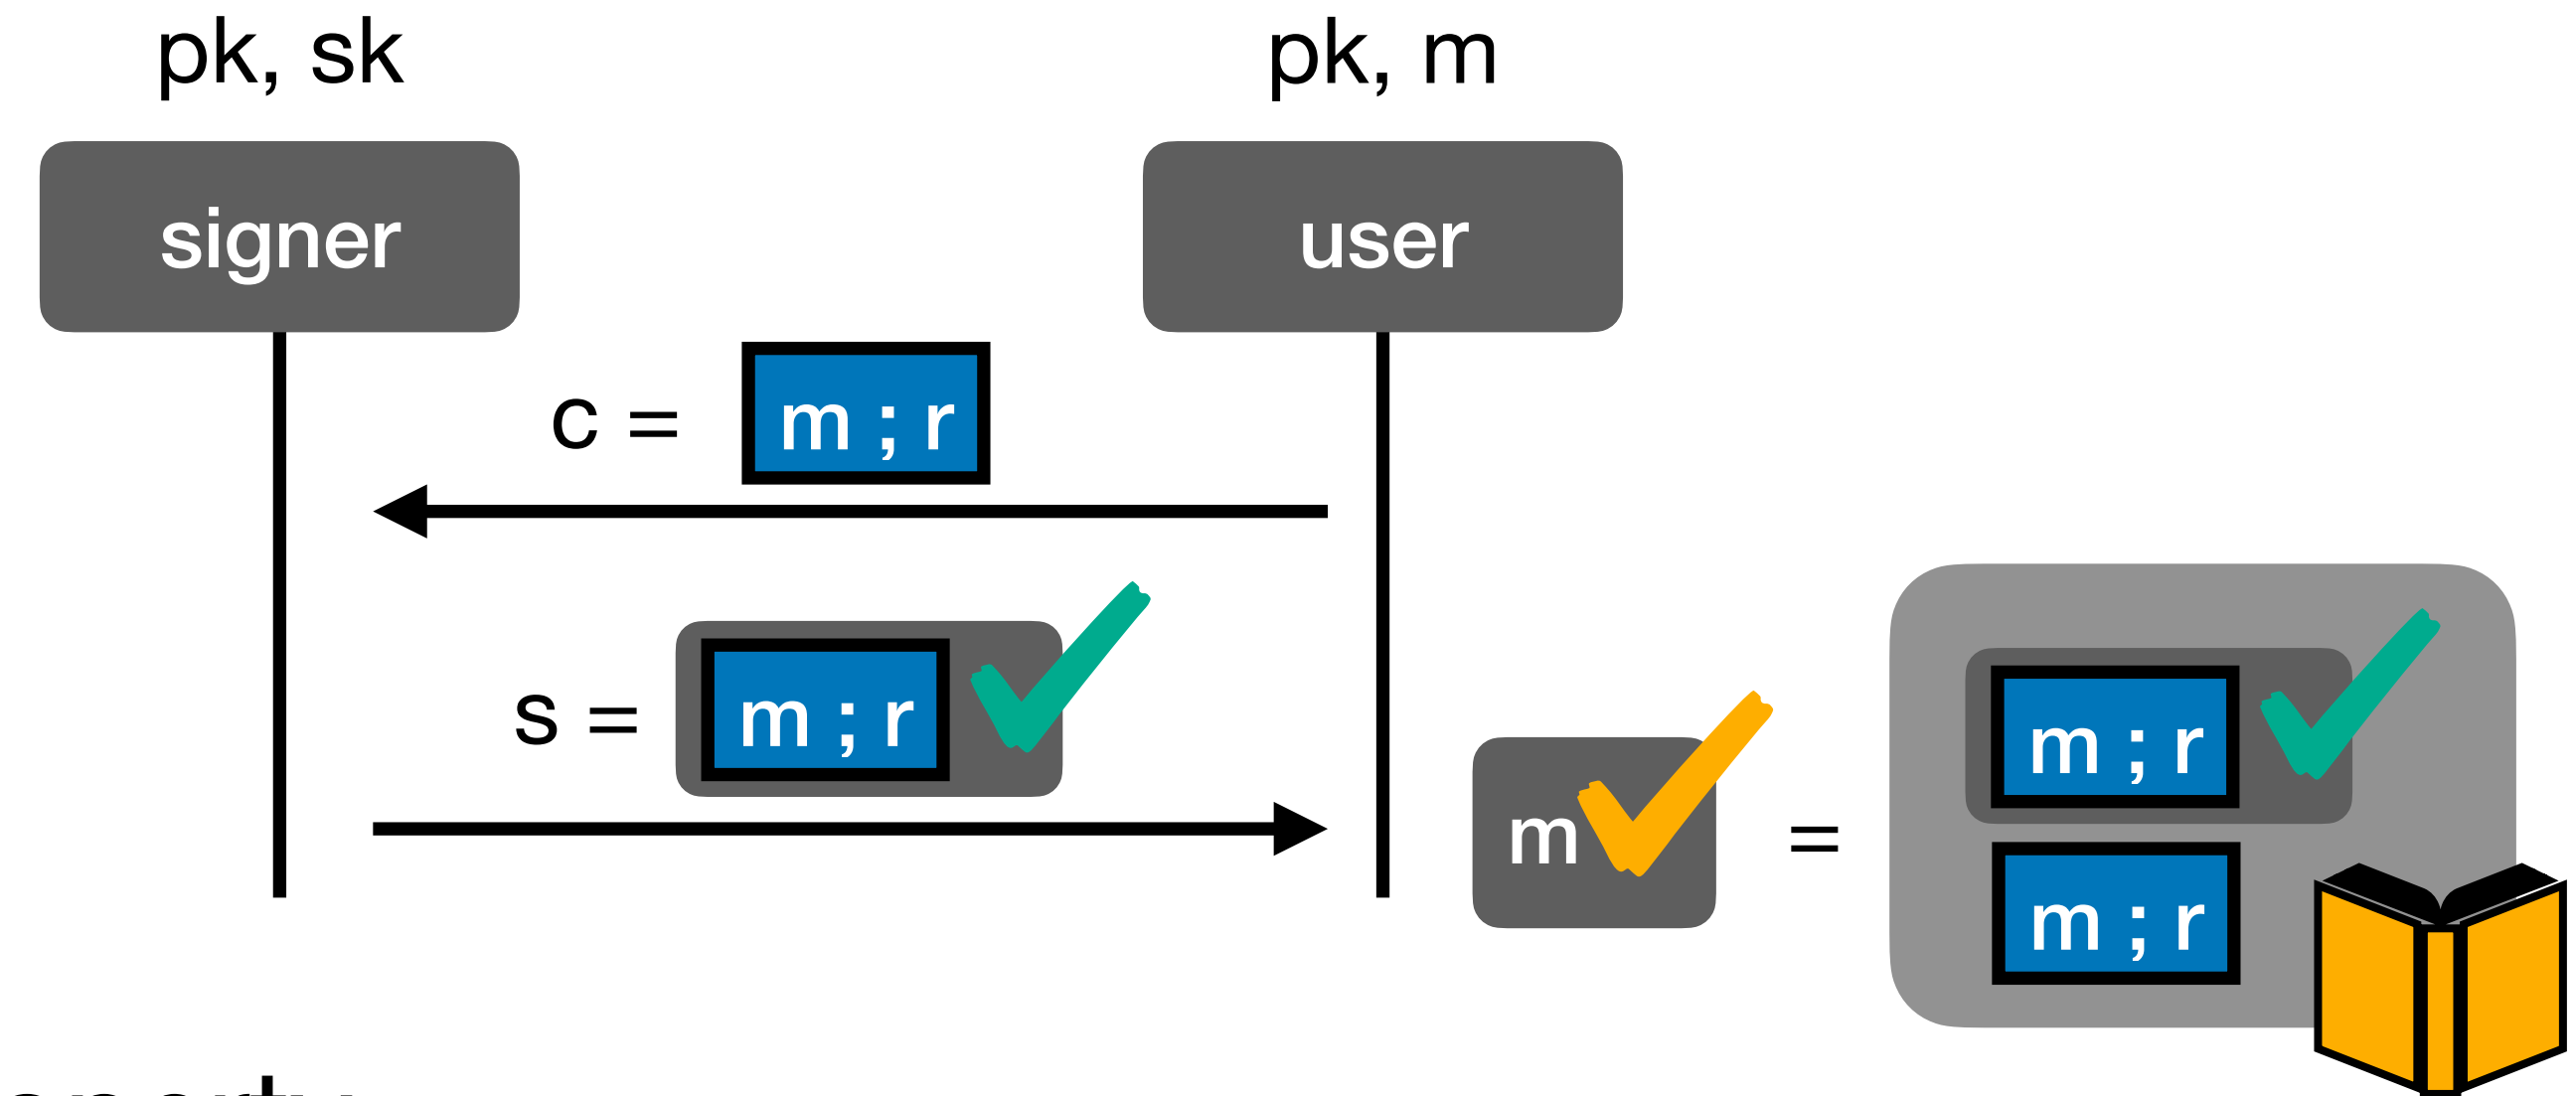 pk, sk
pk, m
signer
user
c =
m ; r
s =
m ; r
m
=
m ; r
m ; r